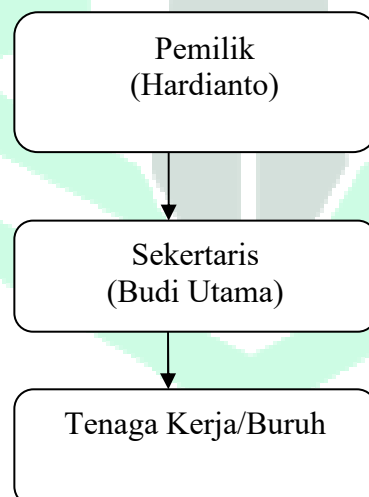 Pemilik
(Hardianto)
Sekertaris
(Budi Utama)
Tenaga Kerja/Buruh